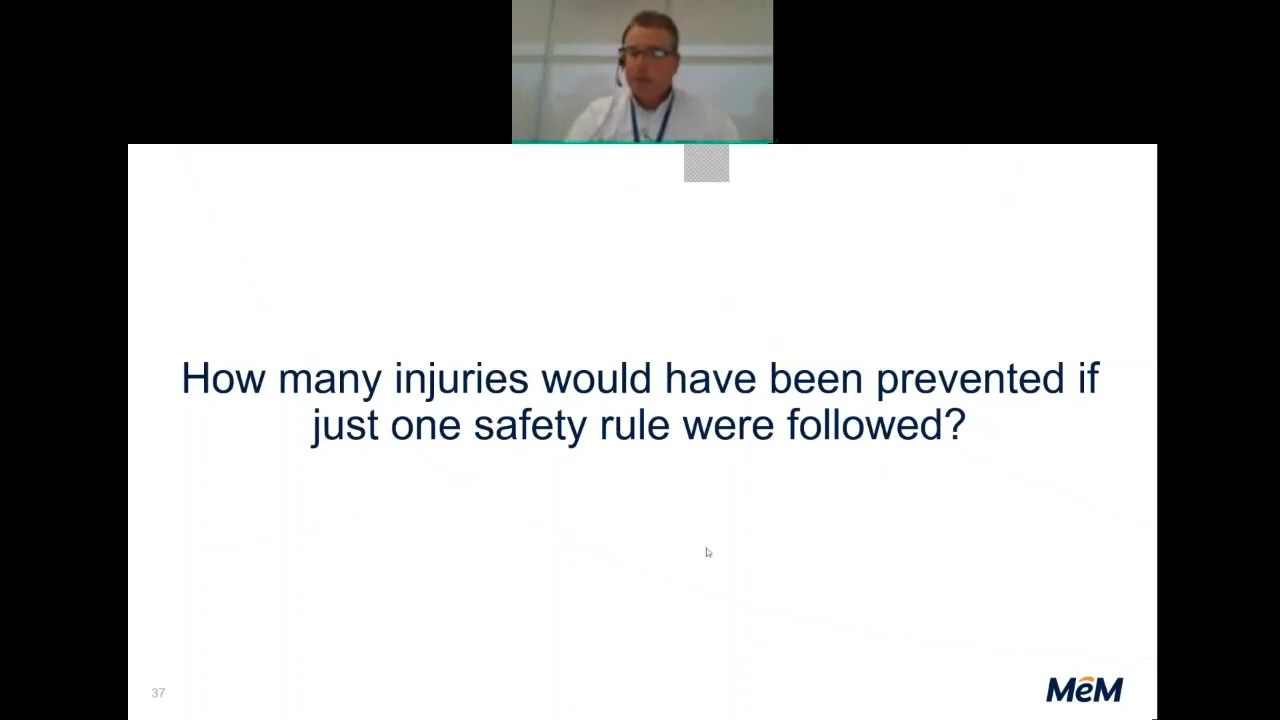 How many injuries would have been prevented if
just one safety rule were followed?
37
MeM